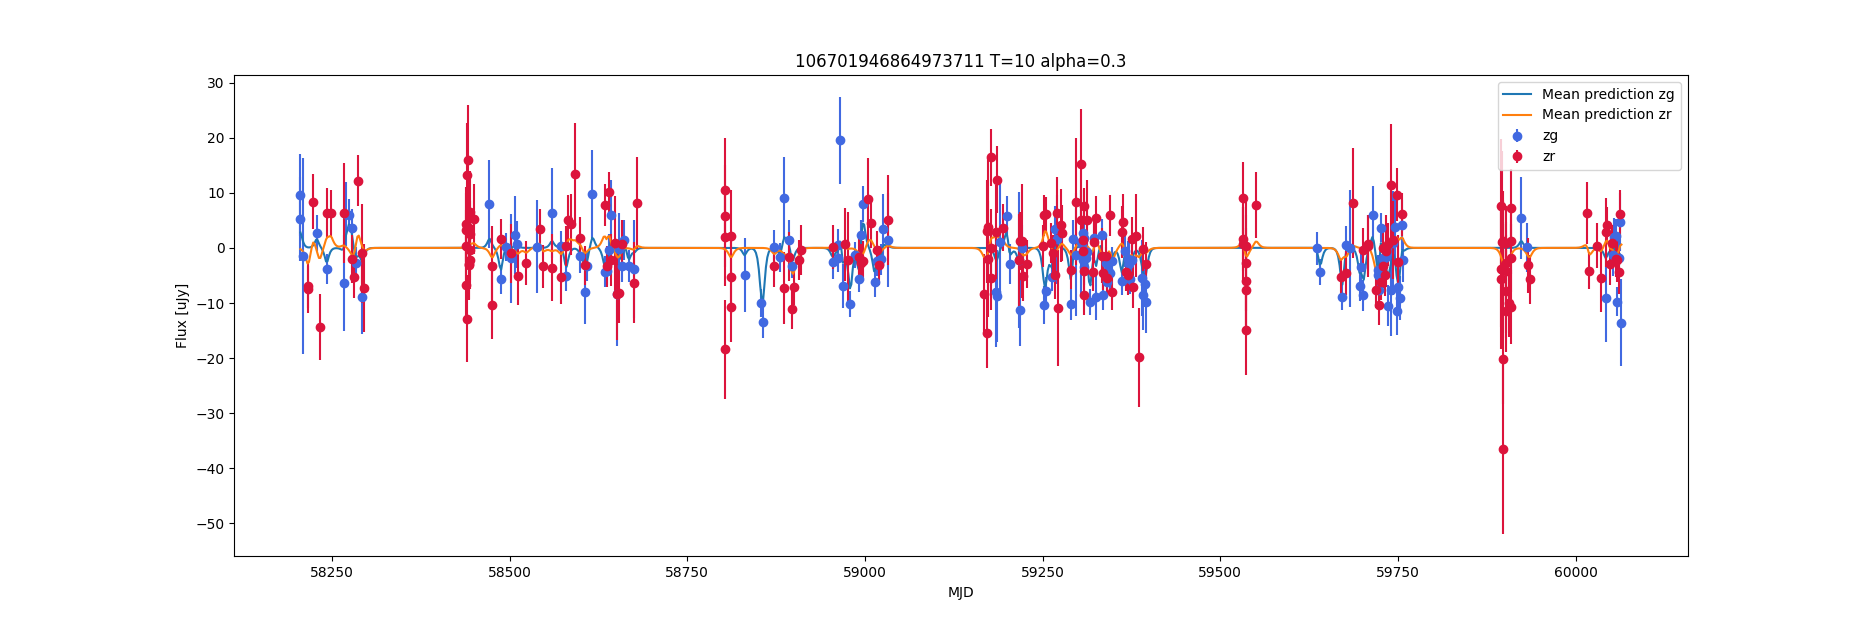 106701946864973711 T=10 alpha=0.3
Flux [uJy]
30
20
10
0
−10
−20
−30
−40
−50
58250
58500
58750
59000
59250
59500
59750
60000
MJD
Mean prediction zg
Mean prediction zr
zg
zr